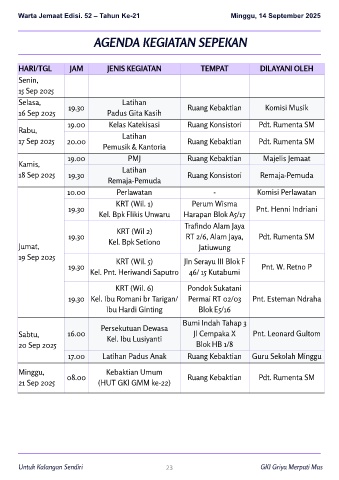 Warta Jemaat Edisi. 52 – Tahun Ke-21 Minggu, 14 September 2025
AGENDA KEGIATAN SEPEKAN
HARI/TGL JAM JENIS KEGIATAN TEMPAT DILAYANI OLEH
Senin,
15 Sep 2025
Selasa,
16 Sep 2025
19.30
Latihan
Padus Gita Kasih
Ruang Kebaktian Komisi Musik
Rabu,
17 Sep 2025
19.00 Kelas Katekisasi Ruang Konsistori Pdt. Rumenta SM
20.00
Latihan
Pemusik & Kantoria
Ruang Kebaktian Pdt. Rumenta SM
Kamis,
18 Sep 2025
19.00 PMJ Ruang Kebaktian Majelis Jemaat
19.30
Latihan
Remaja-Pemuda
Ruang Konsistori Remaja-Pemuda
Jumat,
19 Sep 2025
10.00 Perlawatan - Komisi Perlawatan
19.30
KRT (Wil. 1)
Kel. Bpk Flikis Unwaru
Perum Wisma
Harapan Blok A5/17
Pnt. Henni Indriani
19.30
KRT (Wil 2)
Kel. Bpk Setiono
Trafindo Alam Jaya
RT 2/6, Alam Jaya,
Jatiuwung
Pdt. Rumenta SM
19.30
KRT (Wil. 5)
Kel. Pnt. Heriwandi Saputro
Jln Serayu III Blok F
46/ 15 Kutabumi
Pnt. W. Retno P
19.30
KRT (Wil. 6)
Kel. Ibu Romani br Tarigan/
Ibu Hardi Ginting
Pondok Sukatani
Permai RT 02/03
Blok E5/16
Pnt. Esteman Ndraha
Sabtu,
20 Sep 2025
16.00
Persekutuan Dewasa
Kel. Ibu Lusiyanti
Bumi Indah Tahap 3
Jl Cempaka X
Blok HB 1/8
Pnt. Leonard Gultom
17.00 Latihan Padus Anak Ruang Kebaktian Guru Sekolah Minggu
Minggu,
21 Sep 2025
08.00
Kebaktian Umum
(HUT GKI GMM ke-22)
Ruang Kebaktian Pdt. Rumenta SM
Untuk Kalangan Sendiri 23 GKI Griya Merpati Mas